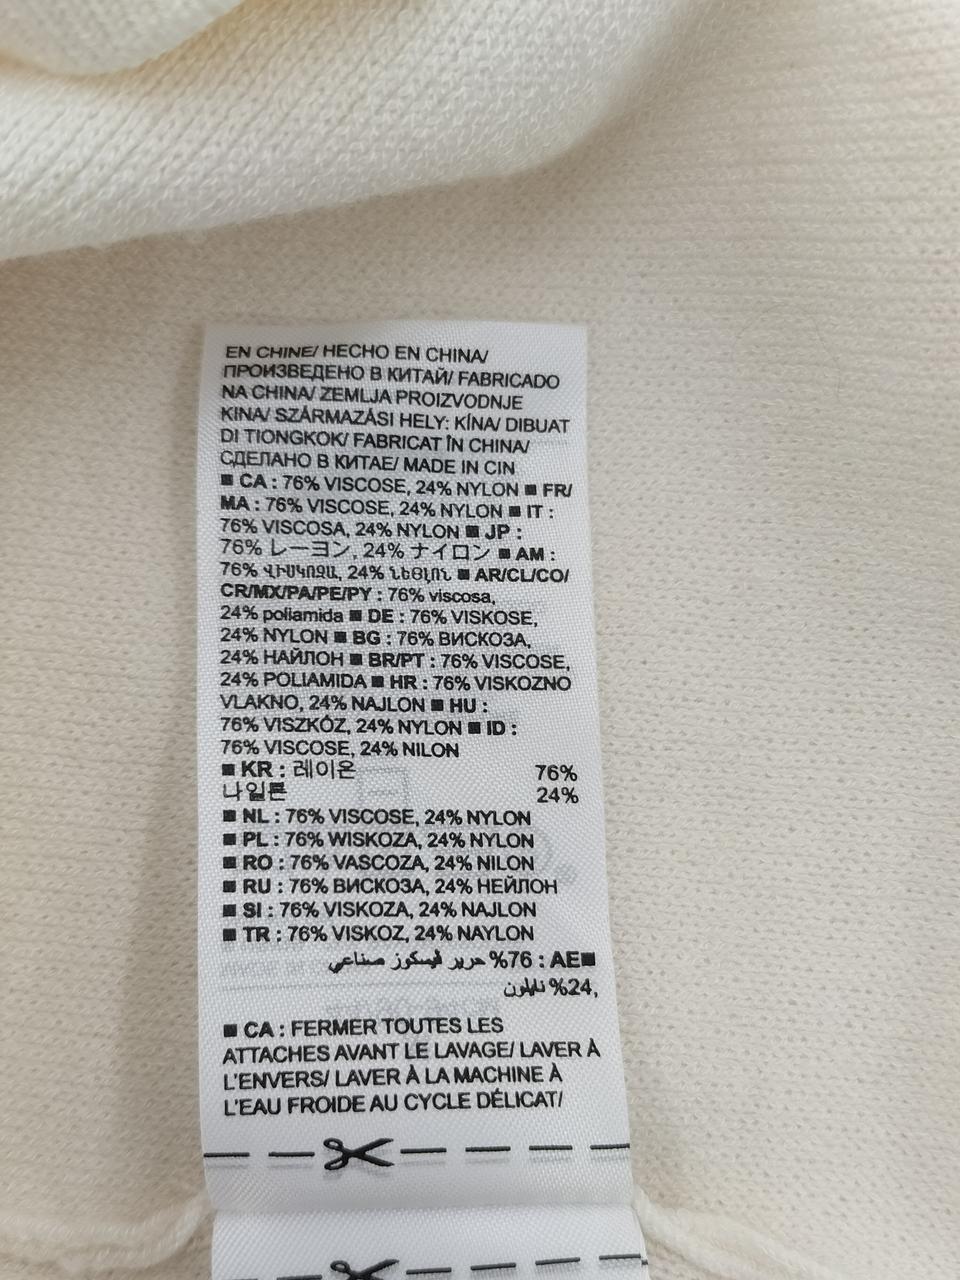 EN CHINE/ HECHO EN CHINA/
ПРОИЗВЕДЕНО В КИТАЙ/ FABRICADO
NA CHINA/ ZEMLJA PROIZVODNJE
KINA/ SZÁRMAZÁSI HELY: KÍNA/ DIBUAT
DI TIONGKOK/ FABRICAT ÎN CHINA/
СДЕЛАНО В КИТАЕ/ MADE IN CIN
■ CA : 76% VISCOSE, 24% NYLON ■ FR/
MA : 76% VISCOSE, 24% NYLON ■ IT :
76% VISCOSA, 24% NYLON ■ JP :
76% レーヨン, 24% ナイロン ■ AM :
76% ՎԻՍԿՈԶԱ, 24% ՆԵՅԼՈՆ ■ AR/CL/CO/
CR/MX/PA/PE/PY : 76% viscosa,
24% poliamida ■ DE : 76% VISKOSE,
24% NYLON ■ BG : 76% ВИСКОЗА,
24% НАЙЛОН ■ BR/PT : 76% VISCOSE,
24% POLIAMIDA ■ HR : 76% VISKOZNO
VLAKNO, 24% NAJLON ■ HU :
76% VISZKÓZ, 24% NYLON ■ ID :
76% VISCOSE, 24% NILON
■ KR : 레이온 76%
나일론 24%
■ NL : 76% VISCOSE, 24% NYLON
■ PL : 76% WISKOZA, 24% NYLON
■ RO : 76% VASCOZA, 24% NILON
■ RU : 76% ВИСКОЗА, 24% НЕЙЛОН
■ SI : 76% VISKOZA, 24% NAJLON
■ TR : 76% VISKOZ, 24% NAYLON
■AE : 76% حرير فيسكوز صناعي
,24% نايلون
■ CA : FERMER TOUTES LES
ATTACHES AVANT LE LAVAGE/ LAVER À
L'ENVERS/ LAVER À LA MACHINE À
L'EAU FROIDE AU CYCLE DÉLICAT/